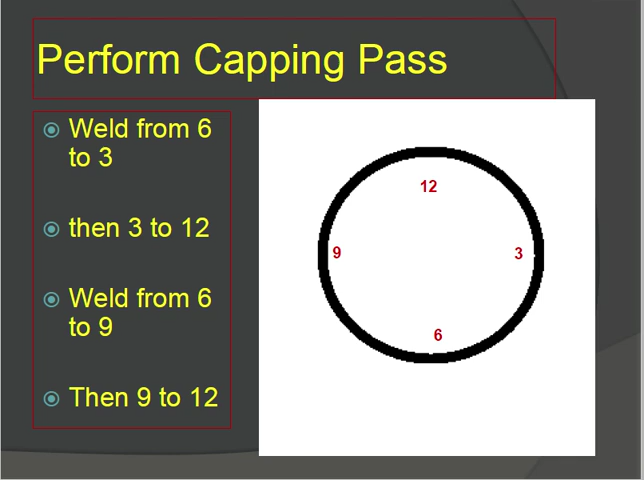 Perform Capping Pass
Weld from 6
to 3
then 3 to 12
Weld from 6
to 9
Then 9 to 12
12
9
3
6